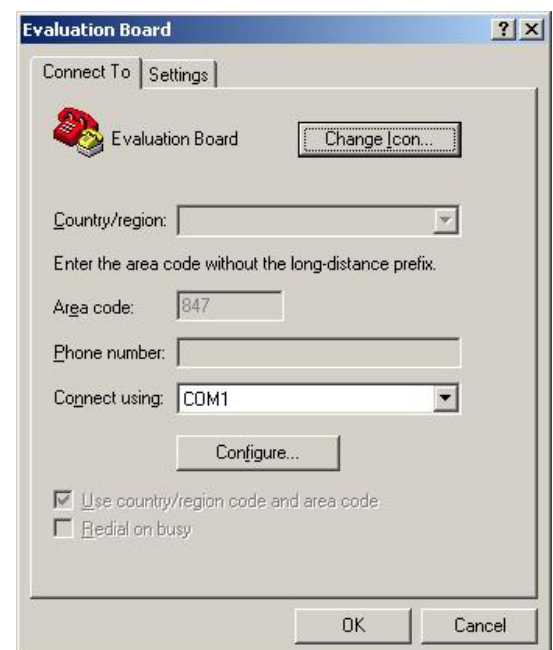 Evaluation Board
Connect To Settings
Evaluation Board Change Icon...
Country/region:
Enter the area code without the long-distance prefix.
Area code: 847
Phone number:
Connect using: COM1
Configure...
Use country/region code and area code
Redial on busy
OK Cancel